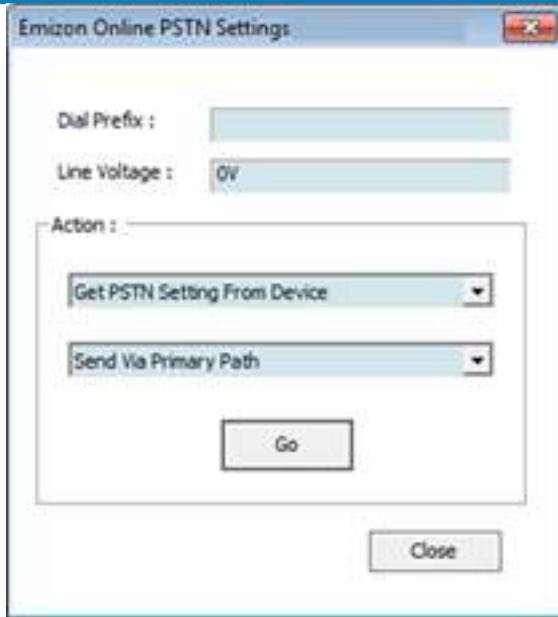 Emizon Online PSTN Settings
Dial Prefix :
Line Voltage : 0V
Action :
Get PSTN Setting From Device
Send Via Primary Path
Go
Close